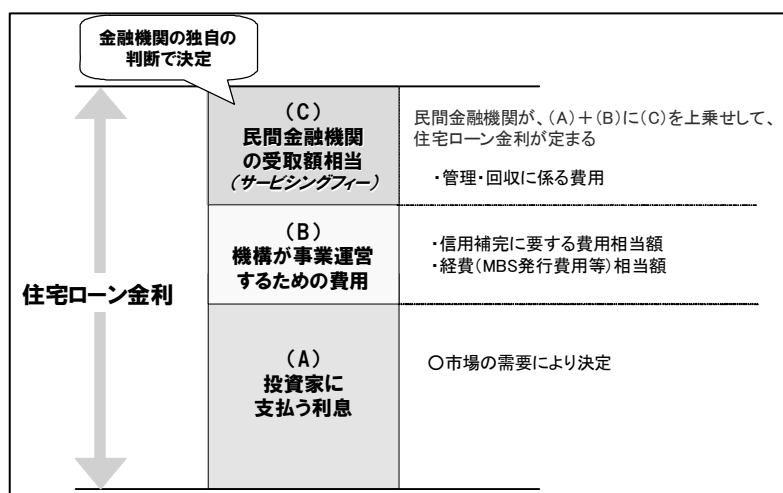 金融機関の独自の
判断で決定
(C)
民間金融機関
の受取額相当
(サービシングフィー)
民間金融機関が、(A)+(B)に(C)を上乗せして、
住宅ローン金利が定まる
・管理・回収に係る費用
(B)
機構が事業運営
するための費用
・信用補完に要する費用相当額
・経費(MBS発行費用等)相当額
住宅ローン金利
(A)
投資家に
支払う利息
○市場の需要により決定